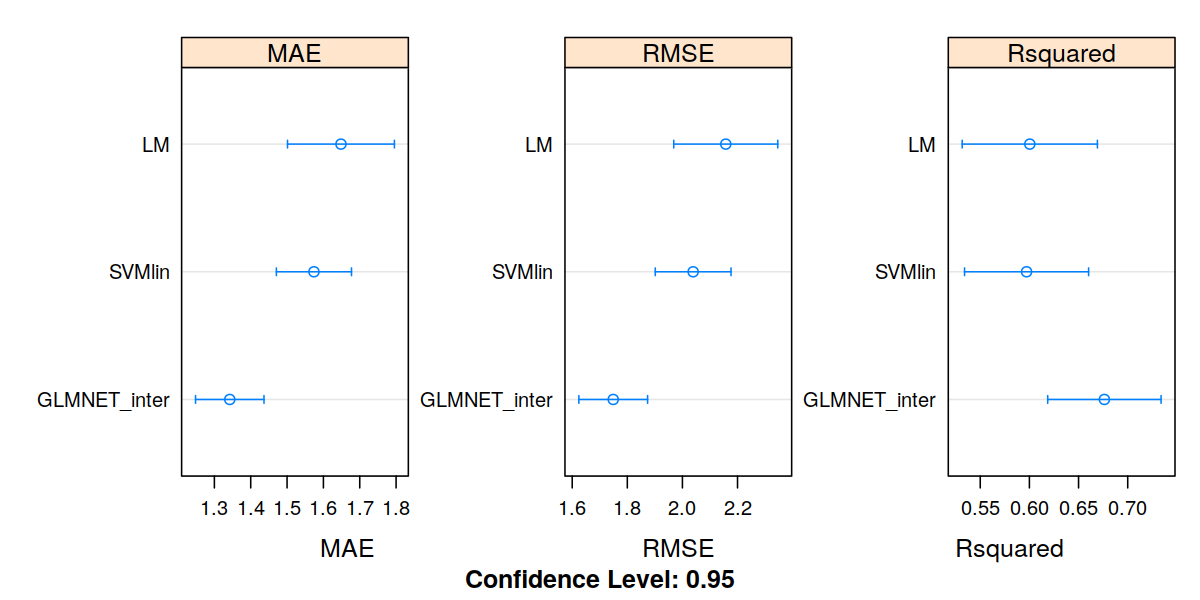 MAE RMSE Rsquared
LM LM LM
SVMlin SVMlin SVMlin
GLMNET_inter GLMNET_inter GLMNET_inter
1.3 1.4 1.5 1.6 1.7 1.8 1.6 1.8 2.0 2.2 0.55 0.60 0.65 0.70
MAE RMSE Rsquared
Confidence Level: 0.95